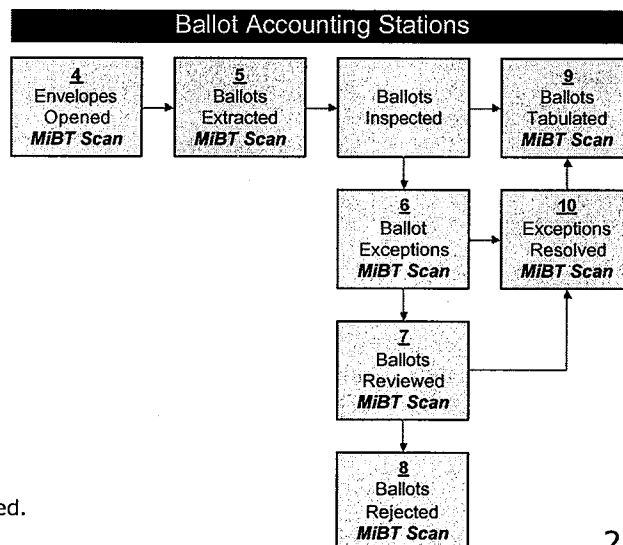 Ballot Accounting Stations
4
Envelopes
Opened
MiBT Scan
5
Ballots
Extracted
MiBT Scan
Ballots
Inspected
9
Ballots
Tabulated
MiBT Scan
6
Ballot
Exceptions
MiBT Scan
10
Exceptions
Resolved
MiBT Scan
7
Ballots
Reviewed
MiBT Scan
8
Ballots
Rejected
MiBT Scan
ed.
2